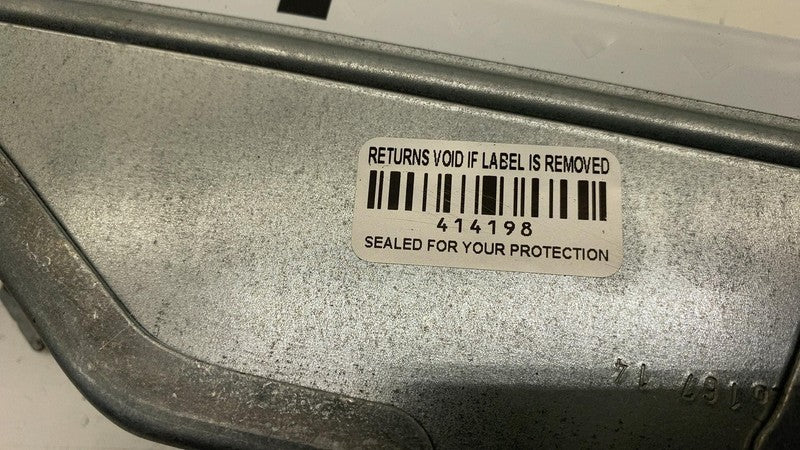 RETURNS VOID IF LABEL IS REMOVED
414198
SEALED FOR YOUR PROTECTION